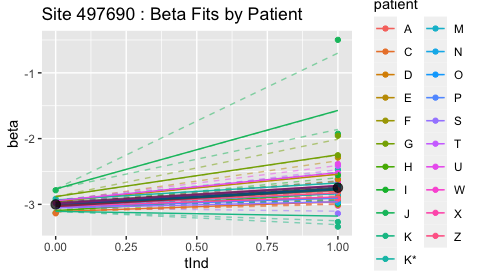 Site 497690 : Beta Fits by Patient
beta
-1
-2
-3
0.00 0.25 0.50 0.75 1.00
tInd
patient
A
C
D
E
F
G
H
I
J
K
K*
M
N
O
P
S
T
U
W
X
Z